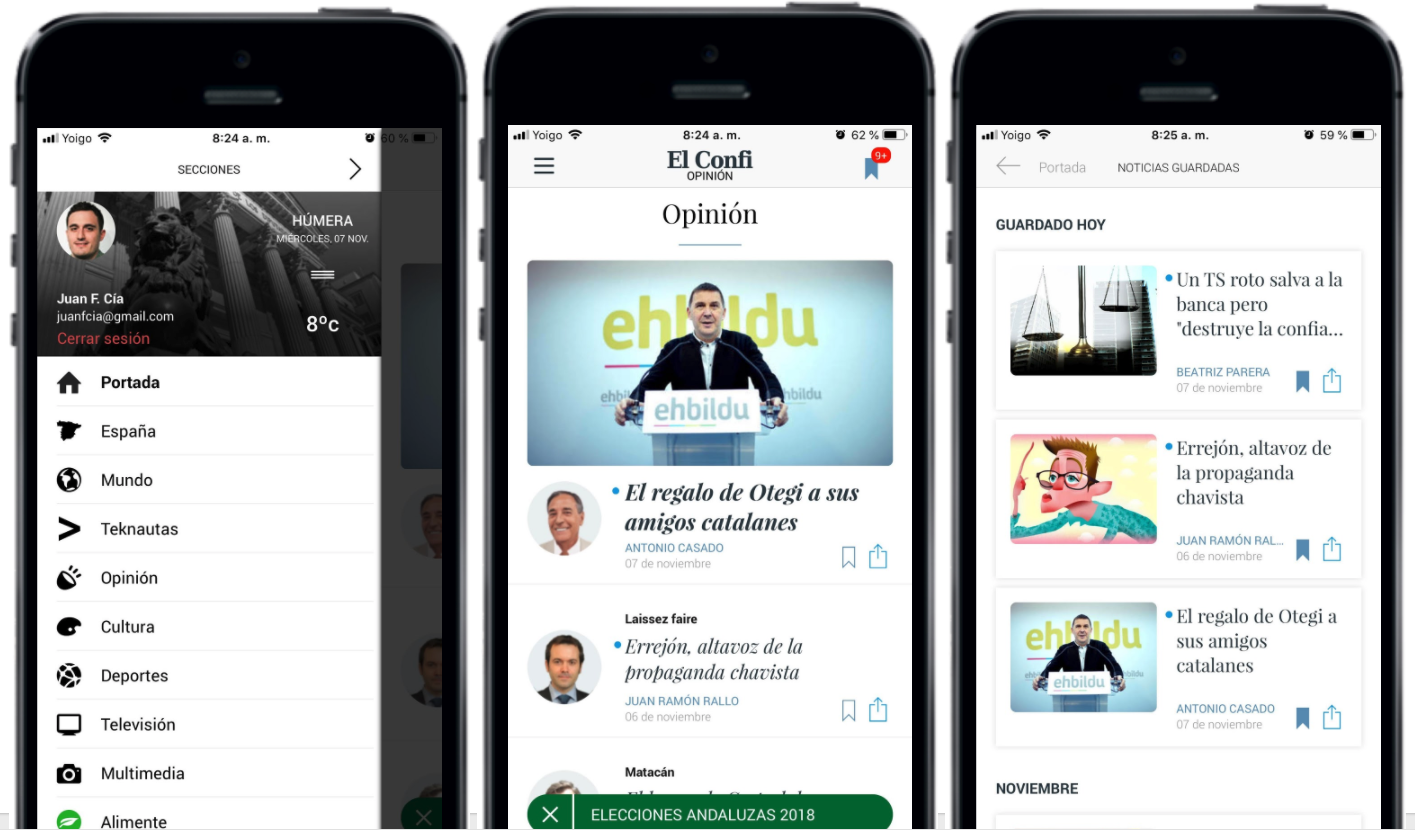 Yoigo
8:24 a. m.
60 %
SECCIONES
HÚMERA
MIÉRCOLES, 07 NOV.
Juan F. Cía
juanfcia@gmail.com
Cerrar sesión
8ºc
Portada
España
Mundo
Teknautas
Opinión
Cultura
Deportes
Televisión
Multimedia
Alimente
Yoigo
8:24 a. m.
62 %
El Confi
OPINIÓN
9+
Opinión
ehbildu
ehbildu
ehbildu
El regalo de Otegi a sus
amigos catalanes
ANTONIO CASADO
07 de noviembre
Laissez faire
Errejón, altavoz de la
propaganda chavista
JUAN RAMÓN RALLO
06 de noviembre
Matacán
ELECCIONES ANDALUZAS 2018
Yoigo
8:25 a. m.
59 %
Portada
NOTICIAS GUARDADAS
GUARDADO HOY
Un TS roto salva a la
banca pero
"destruye la confia...
BEATRIZ PARERA
07 de noviembre
Errejón, altavoz de
la propaganda
chavista
JUAN RAMÓN RAL...
06 de noviembre
ehbildu
ehbildu
El regalo de Otegi a
sus amigos
catalanes
ANTONIO CASADO
07 de noviembre
NOVIEMBRE